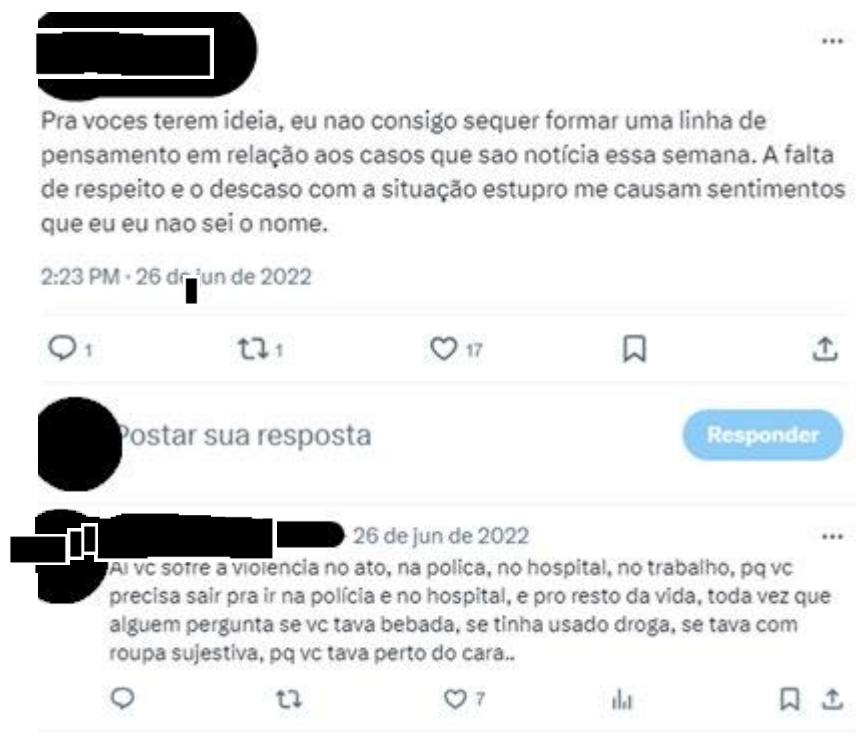 Pra voces terem ideia, eu nao consigo sequer formar uma linha de
pensamento em relação aos casos que sao notícia essa semana. A falta
de respeito e o descaso com a situação estupro me causam sentimentos
que eu eu nao sei o nome.
2:23 PM · 26 de jun de 2022
1 1 17
Postar sua resposta Responder
26 de jun de 2022
Ai vc sofre a violencia no ato, na polica, no hospital, no trabalho, pq vc
precisa sair pra ir na polícia e no hospital, e pro resto da vida, toda vez que
alguem pergunta se vc tava bebada, se tinha usado droga, se tava com
roupa sujestiva, pq vc tava perto do cara..
7